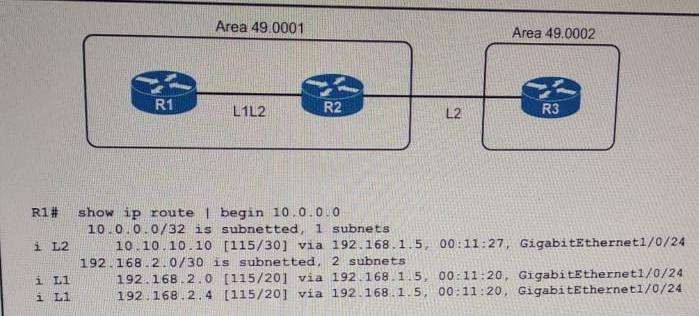 Area 49.0001
Area 49.0002
R1
L1L2
R2
L2
R3
R1# show ip route | begin 10.0.0.0
10.0.0.0/32 is subnetted, 1 subnets
i L2 10.10.10.10 [115/30] via 192.168.1.5, 00:11:27, GigabitEthernet1/0/24
192.168.2.0/30 is subnetted, 2 subnets
i L1 192.168.2.0 [115/20] via 192.168.1.5, 00:11:20, GigabitEthernet1/0/24
i L1 192.168.2.4 [115/20] via 192.168.1.5, 00:11:20, GigabitEthernet1/0/24